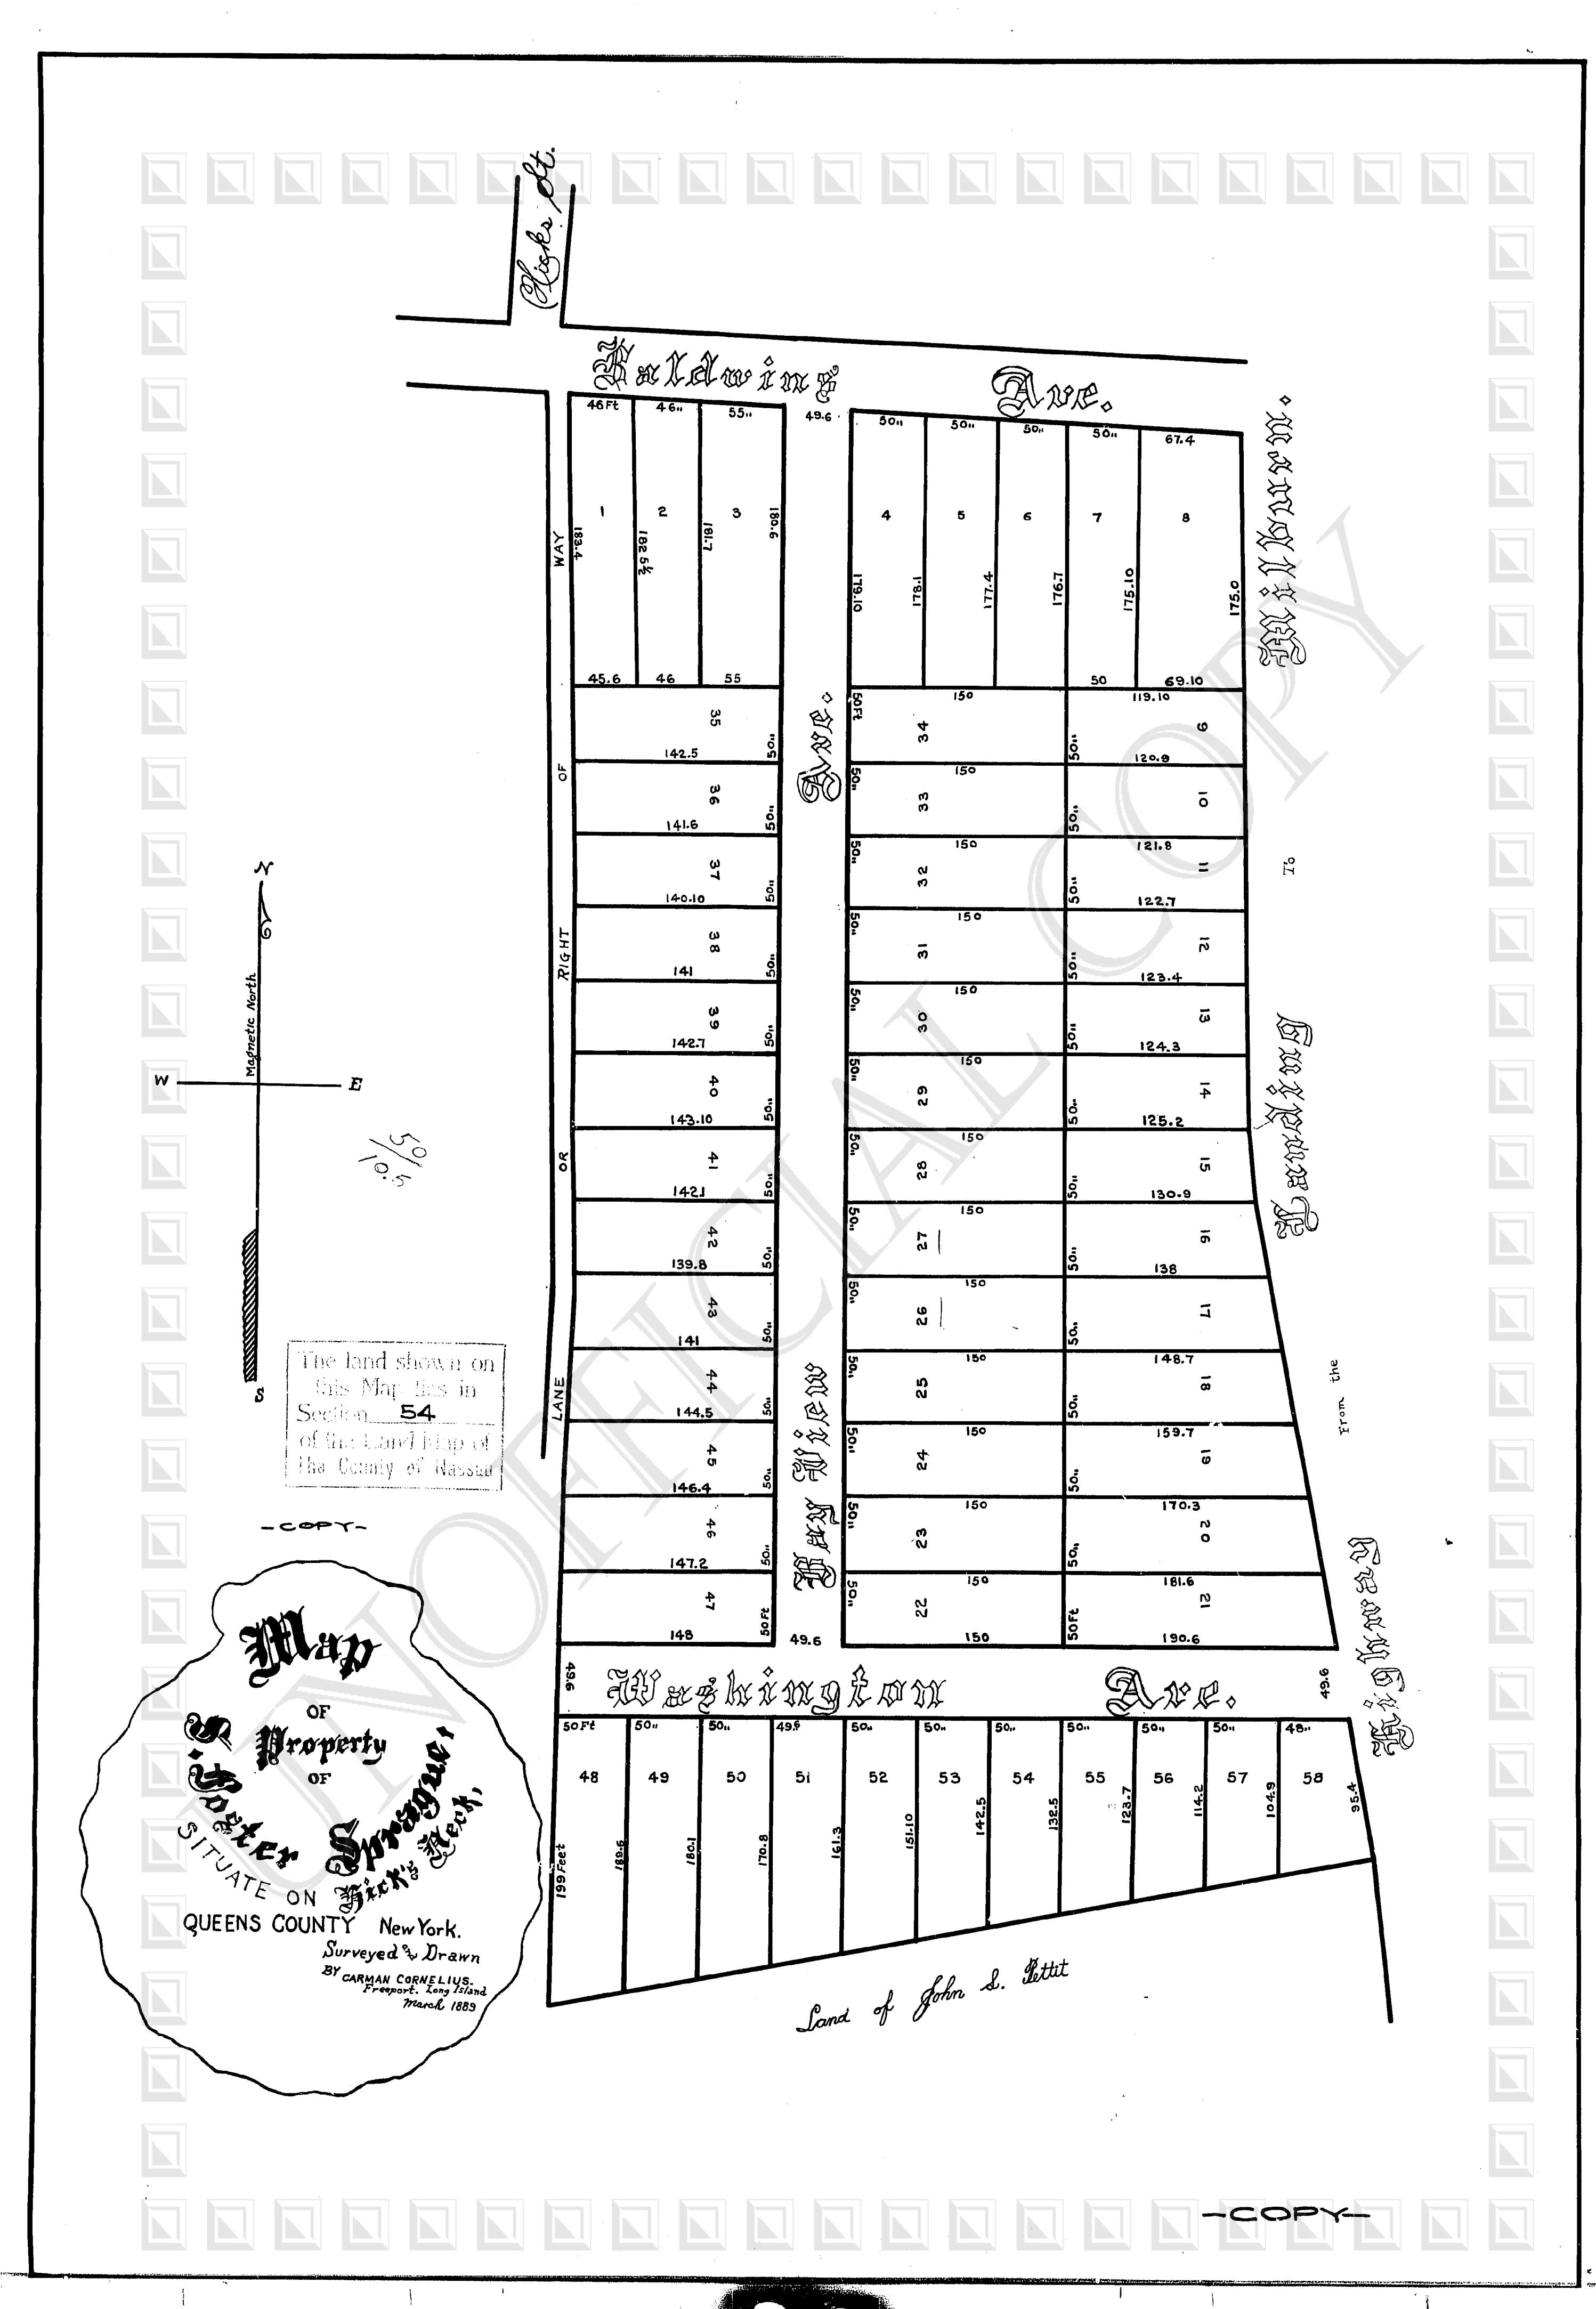 Hicks St.
Baldwins Ave.
46 Ft 46" 55" 49.6 50" 50" 50" 50" 67.4
1 2 3 4 5 6 7 8
183.4 182.5½ 181.7 180.6 179.10 178.1 177.4 176.7 175.10 175.0
45.6 46 55 50 69.10
Milburn.
To
Landing
From the
Highway
WAY
OF
RIGHT
OR
LANE
Bay View Ave.
35 142.5 50"
36 141.6 50"
37 140.10 50"
38 141 50"
39 142.7 50"
40 143.10 50"
41 142.1 50"
42 139.8 50"
43 141 50"
44 144.5 50"
45 146.4 50"
46 147.2 50"
47 148 50Ft
49.6
50Ft 34 150
50" 33 150
50" 32 150
50" 31 150
50" 30 150
50" 29 150
50" 28 150
50" 27 150
50" 26 150
50" 25 150
50" 24 150
50" 23 150
50" 22 150
150
119.10
50" 9 120.9
50" 10 121.8
50" 11 122.7
50" 12 123.4
50" 13 124.3
50" 14 125.2
50" 15 130.9
50" 16 138
50" 17 148.7
50" 18 159.7
50" 19 170.3
50" 20 181.6
50Ft 21 190.6
49.6 Washington Ave. 49.6
50 Ft 50" 50" 49.9 50" 50" 50" 50" 50" 50" 48"
48 49 50 51 52 53 54 55 56 57 58
199 Feet 189.6 180.1 170.8 161.3 151.10 142.5 132.5 123.7 114.2 104.9 95.4
Land of John S. Pettit
N
Magnetic North
W E
S
The land shown on
this Map lies in
Section 54
of the Land Map of
the County of Nassau
-COPY-
Map
OF
Property
OF
S. Foster Sprague,
SITUATE ON Hick's Neck,
QUEENS COUNTY New York.
Surveyed and Drawn
BY CARMAN CORNELIUS.
Freeport. Long Island
March 1889
-COPY-
UNOFFICIAL COPY